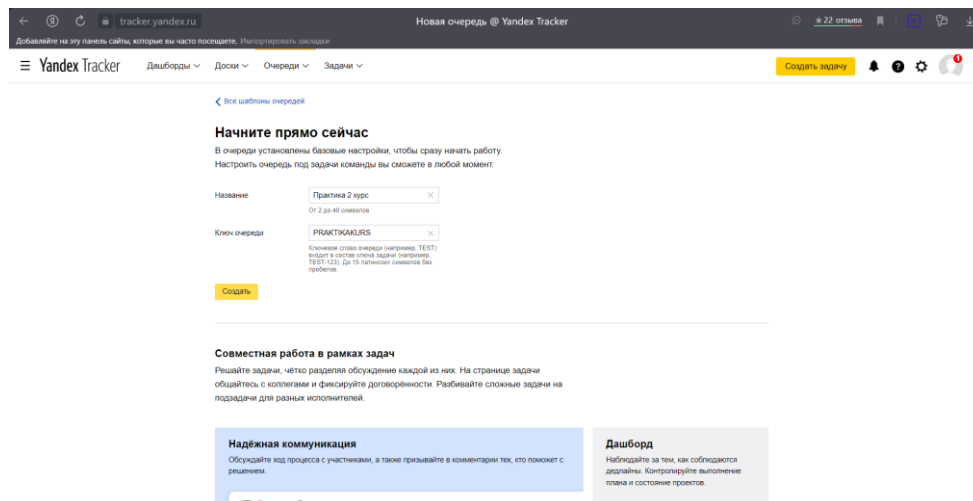 tracker.yandex.ru
Новая очередь @ Yandex Tracker
★ 22 отзыва
Добавляйте на эту панель сайты, которые вы часто посещаете. Импортировать закладки
Yandex Tracker
Дашборды
Доски
Очереди
Задачи
Создать задачу
1
Все шаблоны очередей
Начните прямо сейчас
В очереди установлены базовые настройки, чтобы сразу начать работу.
Настроить очередь под задачи команды вы сможете в любой момент.
Название
Практика 2 курс
От 2 до 40 символов
Ключ очереди
PRAKTIKAKURS
Ключевое слово очереди (например, TEST)
входит в состав ключа задачи (например,
TEST-123). До 15 латинских символов без
пробелов.
Создать
Совместная работа в рамках задач
Решайте задачи, чётко разделяя обсуждение каждой из них. На странице задачи
общайтесь с коллегами и фиксируйте договорённости. Разбивайте сложные задачи на
подзадачи для разных исполнителей.
Надёжная коммуникация
Обсуждайте ход процесса с участниками, а также призывайте в комментарии тех, кто поможет с
решением.
Дашборд
Наблюдайте за тем, как соблюдаются
дедлайны. Контролируйте выполнение
плана и состояние проектов.